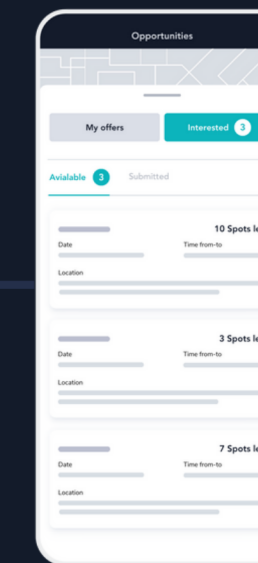 Opportunities
My offers Interested 3
Avialable 3 Submitted
10 Spots le
Date Time from-to
Location
3 Spots le
Date Time from-to
Location
7 Spots le
Date Time from-to
Location